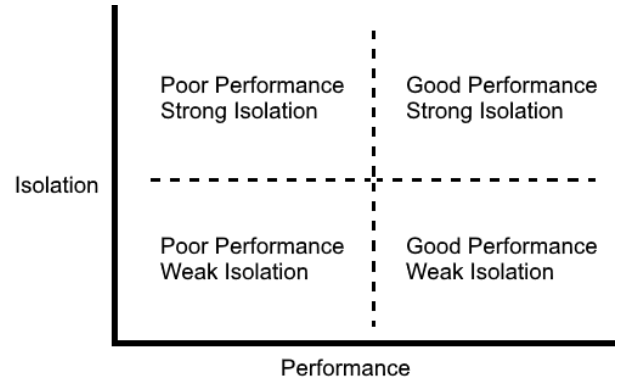 Poor Performance
Strong Isolation
Good Performance
Strong Isolation
Isolation
Poor Performance
Weak Isolation
Good Performance
Weak Isolation
Performance